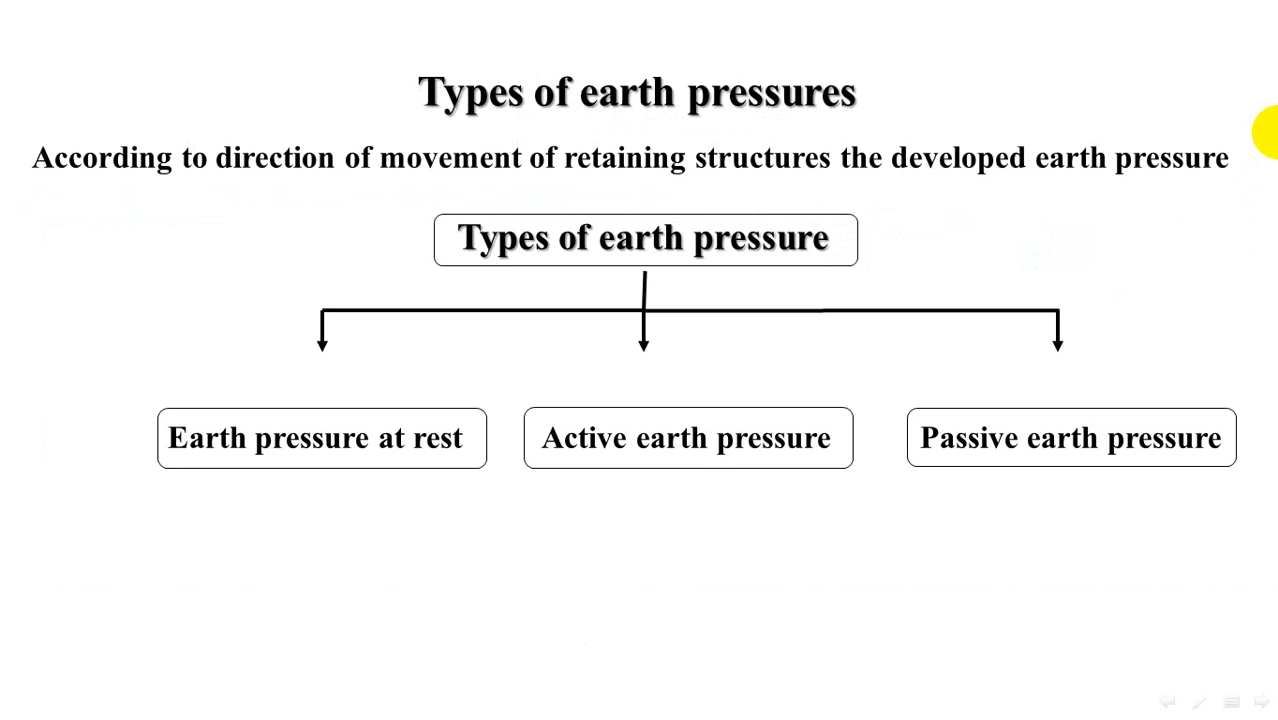 Types of earth pressures
According to direction of movement of retaining structures the developed earth pressure
Types of earth pressure
Earth pressure at rest
Active earth pressure
Passive earth pressure